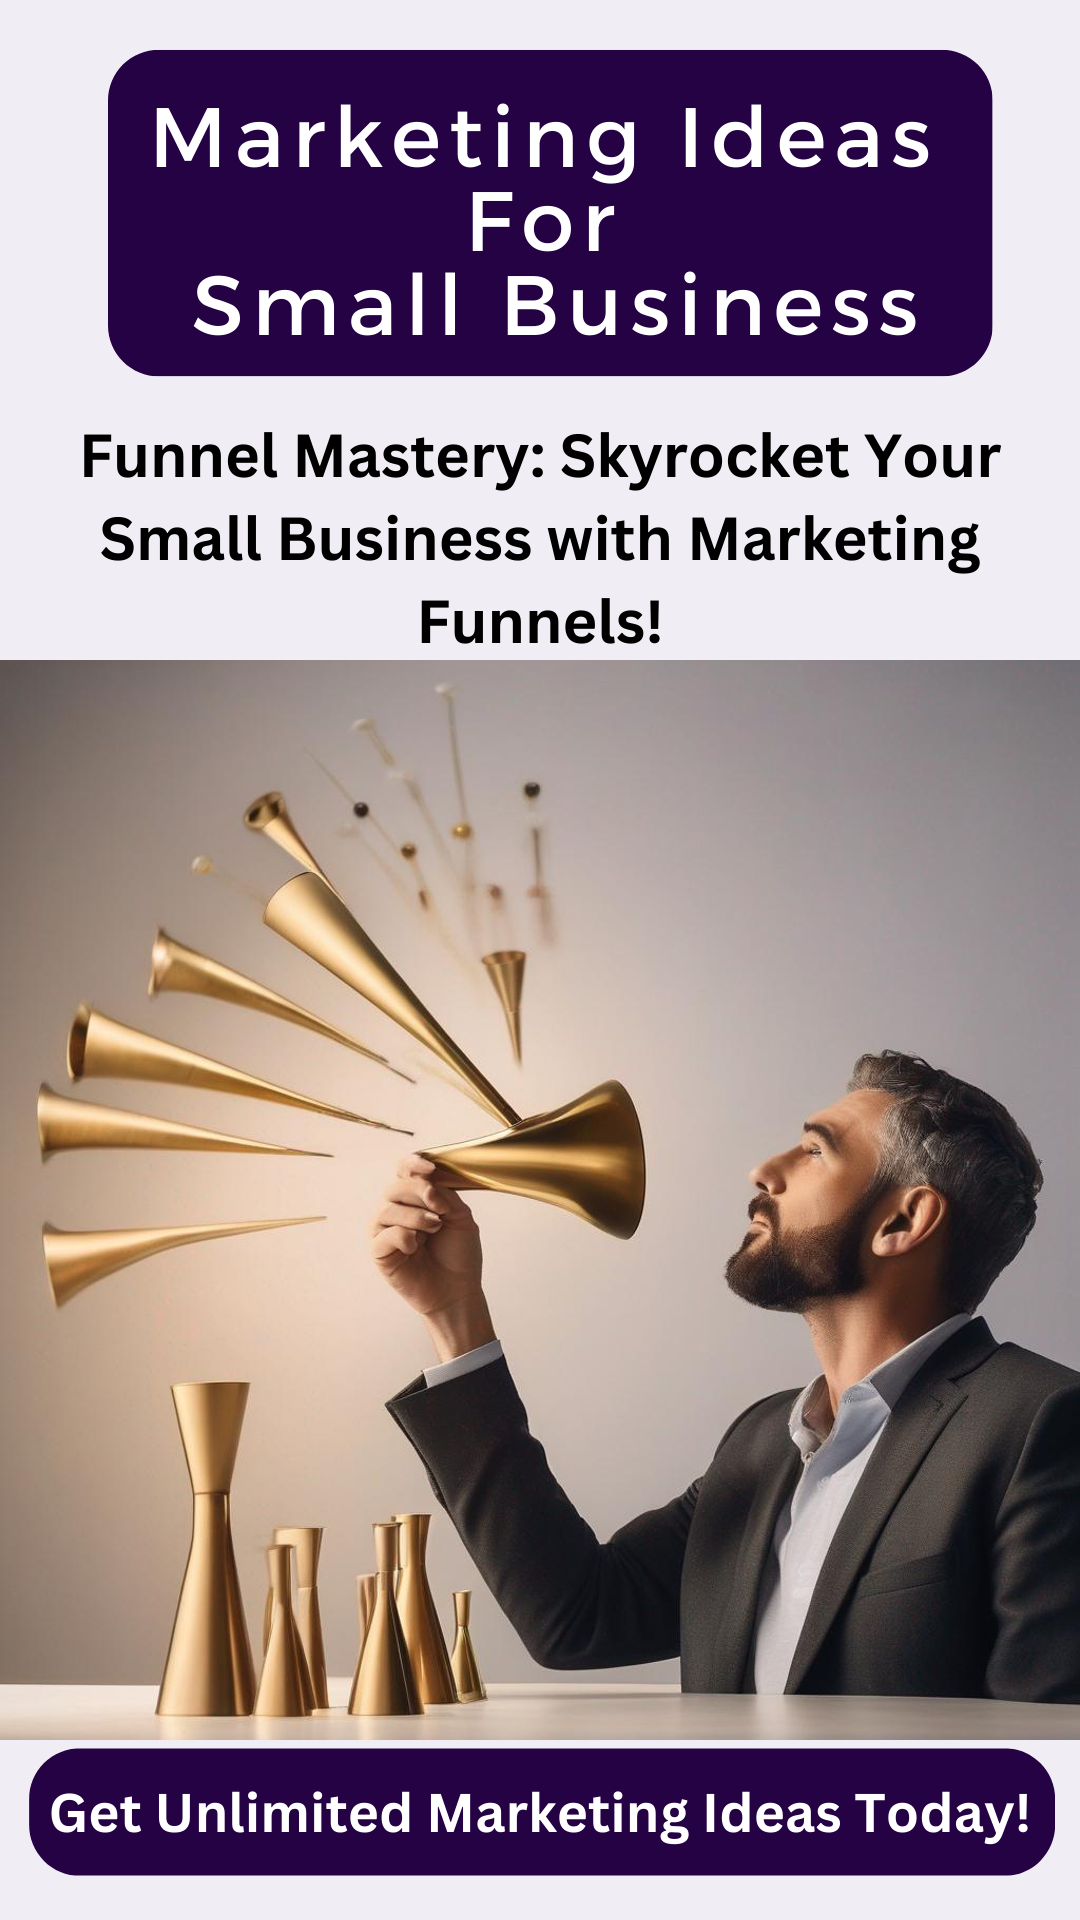 Marketing Ideas
For
Small Business
Funnel Mastery: Skyrocket Your
Small Business with Marketing
Funnels!
Get Unlimited Marketing Ideas Today!